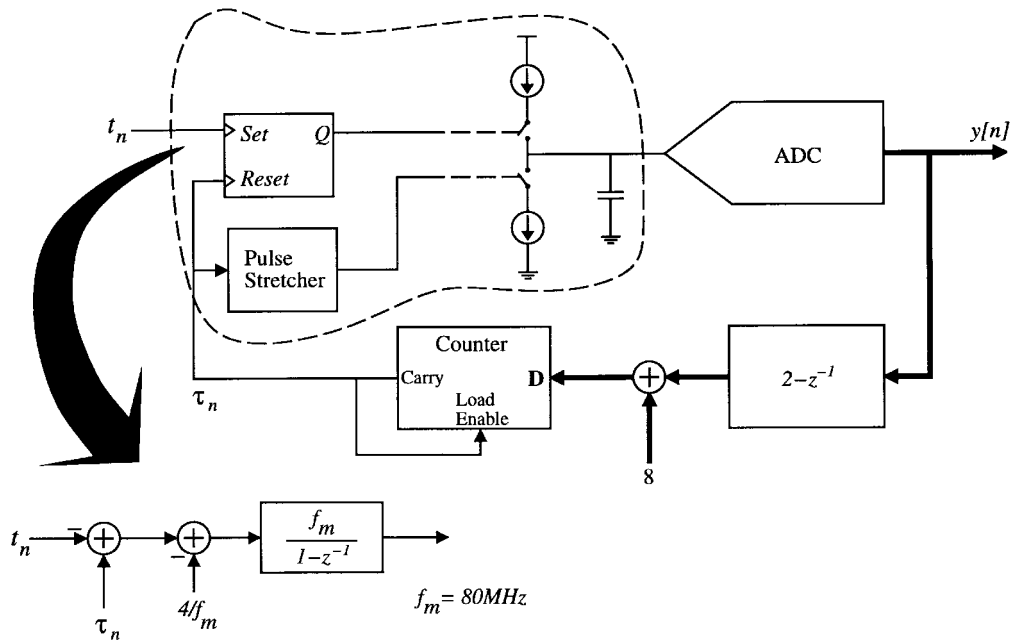 t_n
Set Q
Reset
Pulse
Stretcher
ADC
y[n]
Counter
Carry D
Load
Enable
2-z^{-1}
8
τ_n
t_n
−
+
−
+
f_m
1-z^{-1}
4/f_m
τ_n
f_m = 80MHz
+